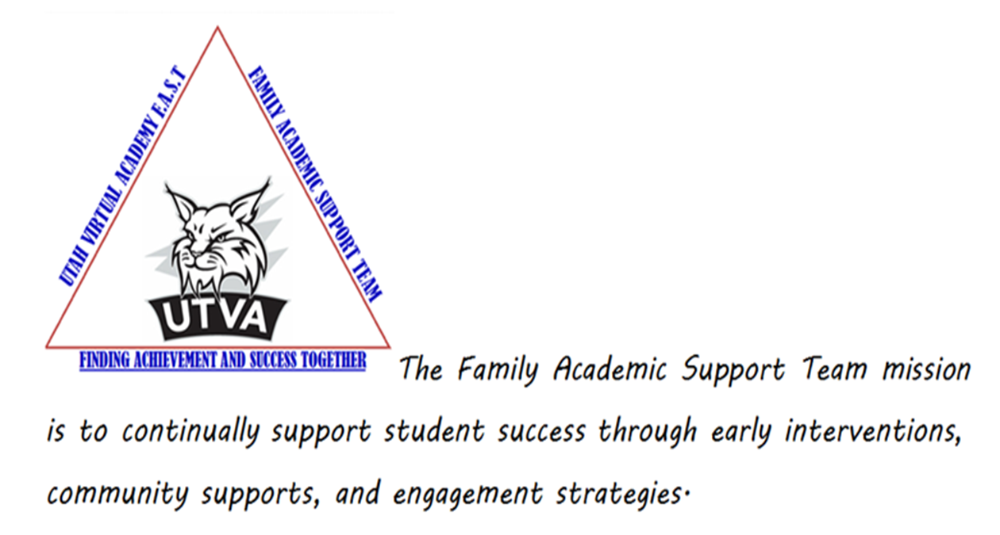 UTAH VIRTUAL ACADEMY F.A.S.T
FAMILY ACADEMIC SUPPORT TEAM
UTVA
FINDING ACHIEVEMENT AND SUCCESS TOGETHER
The Family Academic Support Team mission
is to continually support student success through early interventions,
community supports, and engagement strategies.